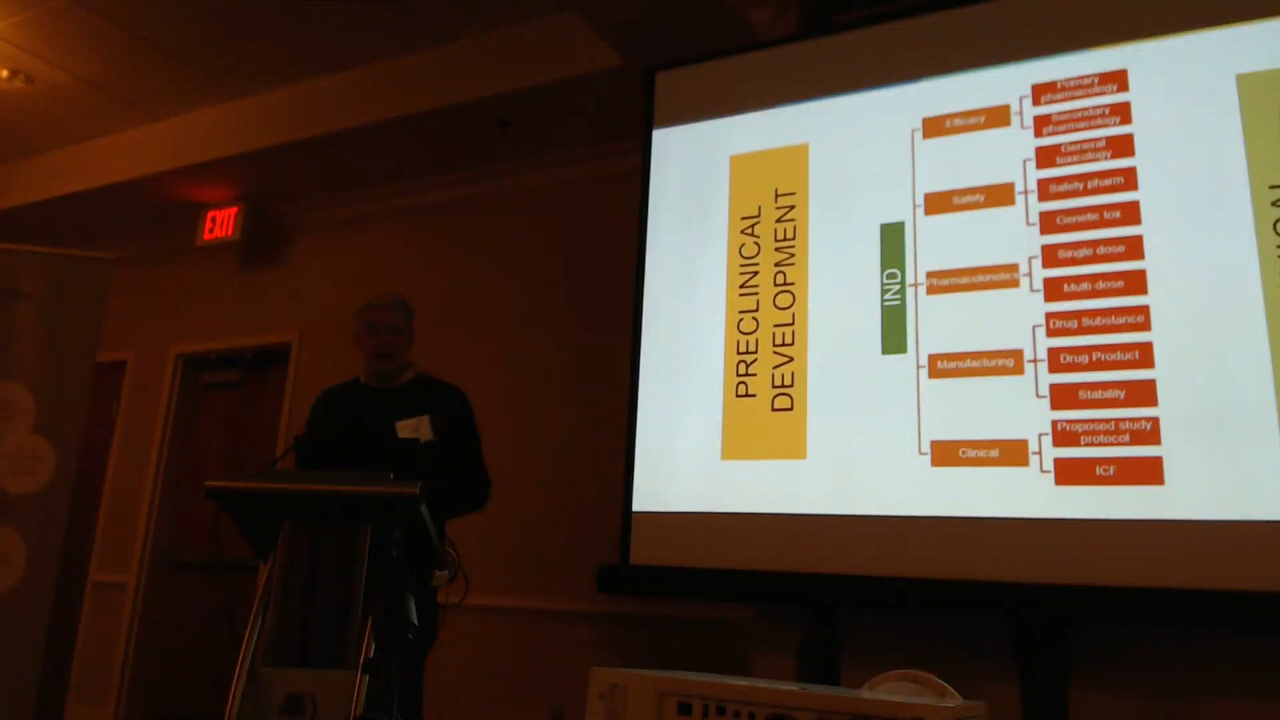 EXIT
PRECLINICAL
DEVELOPMENT
IND
Efficacy
Primary
pharmacology
Secondary
pharmacology
Safety
General
toxicology
Safety pharm
Genetic tox
Pharmacokinetics
Single dose
Multi-dose
Manufacturing
Drug Substance
Drug Product
Stability
Clinical
Proposed study
protocol
ICF